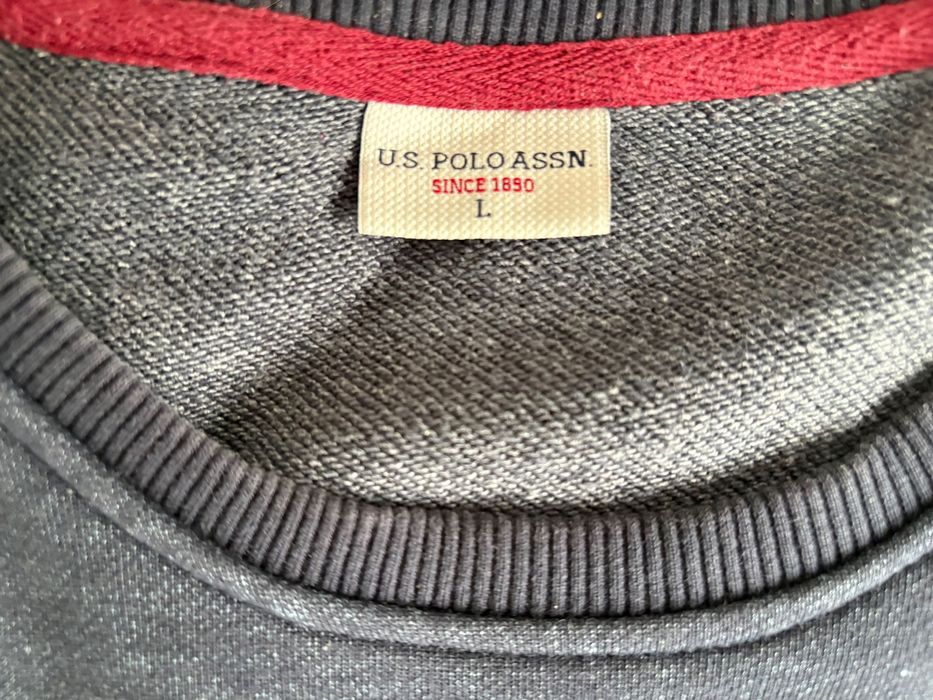 U.S. POLO ASSN.
SINCE 1890
L